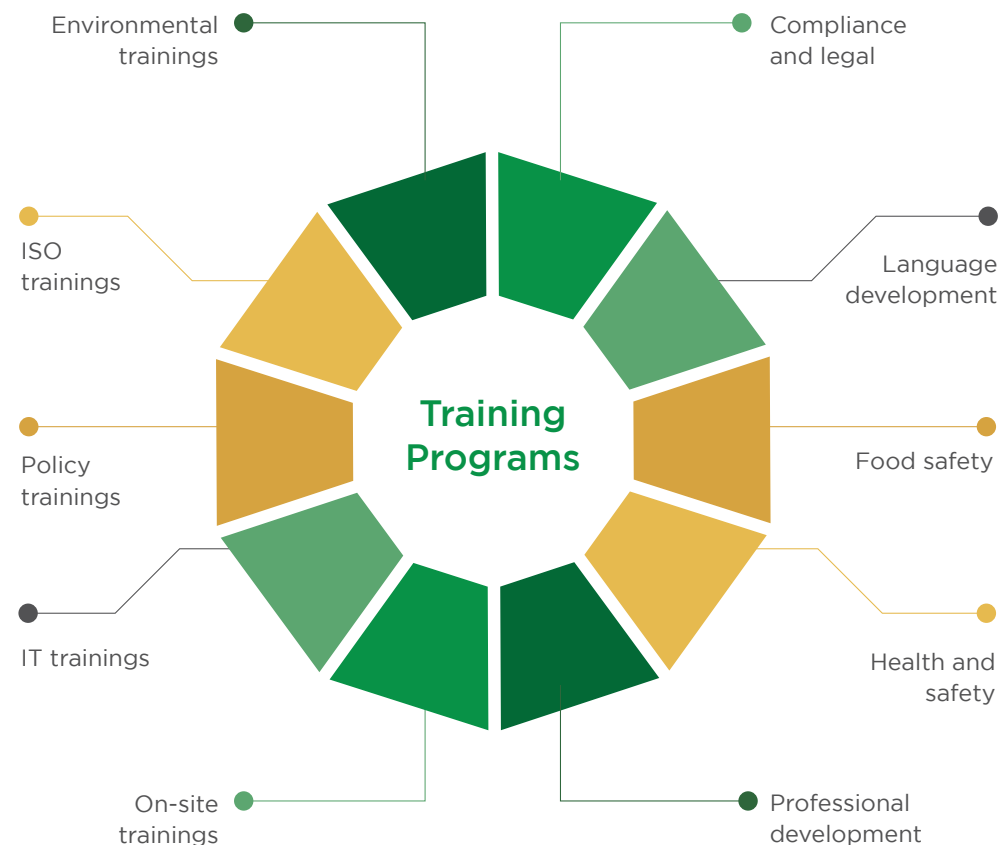 Environmental
trainings
Compliance
and legal
ISO
trainings
Language
development
Training
Programs
Policy
trainings
Food safety
IT trainings
Health and
safety
On-site
trainings
Professional
development